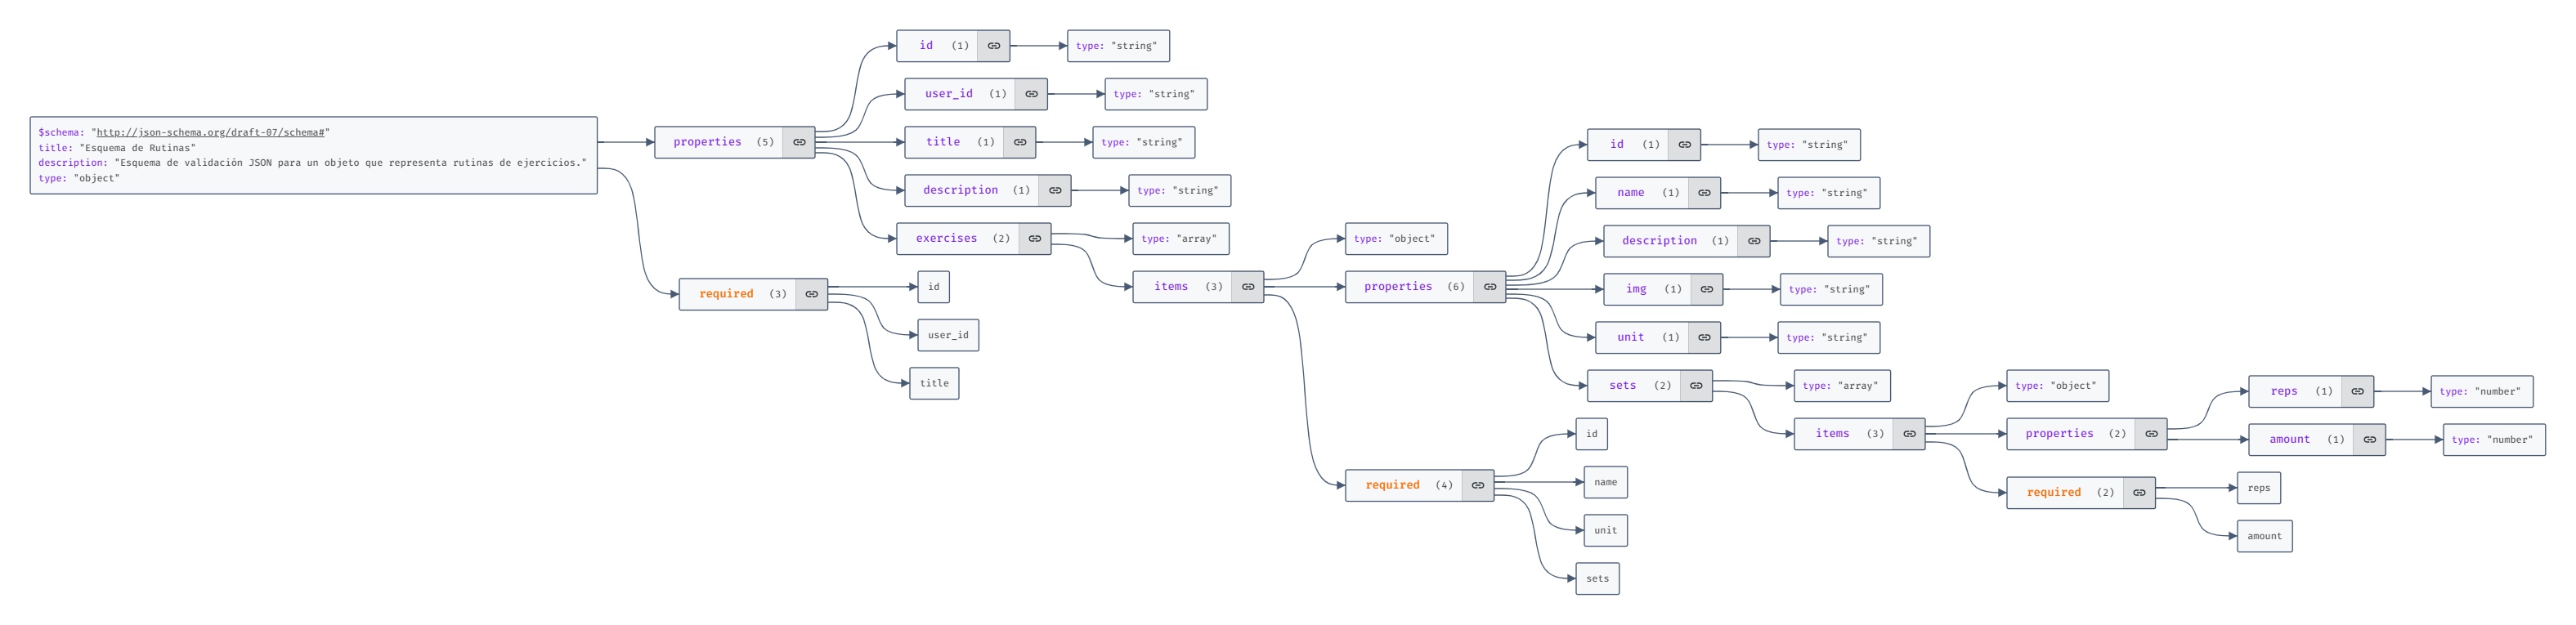 $schema: "http://json-schema.org/draft-07/schema#"
title: "Esquema de Rutinas"
description: "Esquema de validación JSON para un objeto que representa rutinas de ejercicios."
type: "object"
properties (5)
id (1)
type: "string"
user_id (1)
type: "string"
title (1)
type: "string"
description (1)
type: "string"
exercises (2)
type: "array"
items (3)
type: "object"
properties (6)
id (1)
type: "string"
name (1)
type: "string"
description (1)
type: "string"
img (1)
type: "string"
unit (1)
type: "string"
sets (2)
type: "array"
items (3)
type: "object"
properties (2)
reps (1)
type: "number"
amount (1)
type: "number"
required (2)
reps
amount
required (4)
id
name
unit
sets
required (3)
id
user_id
title